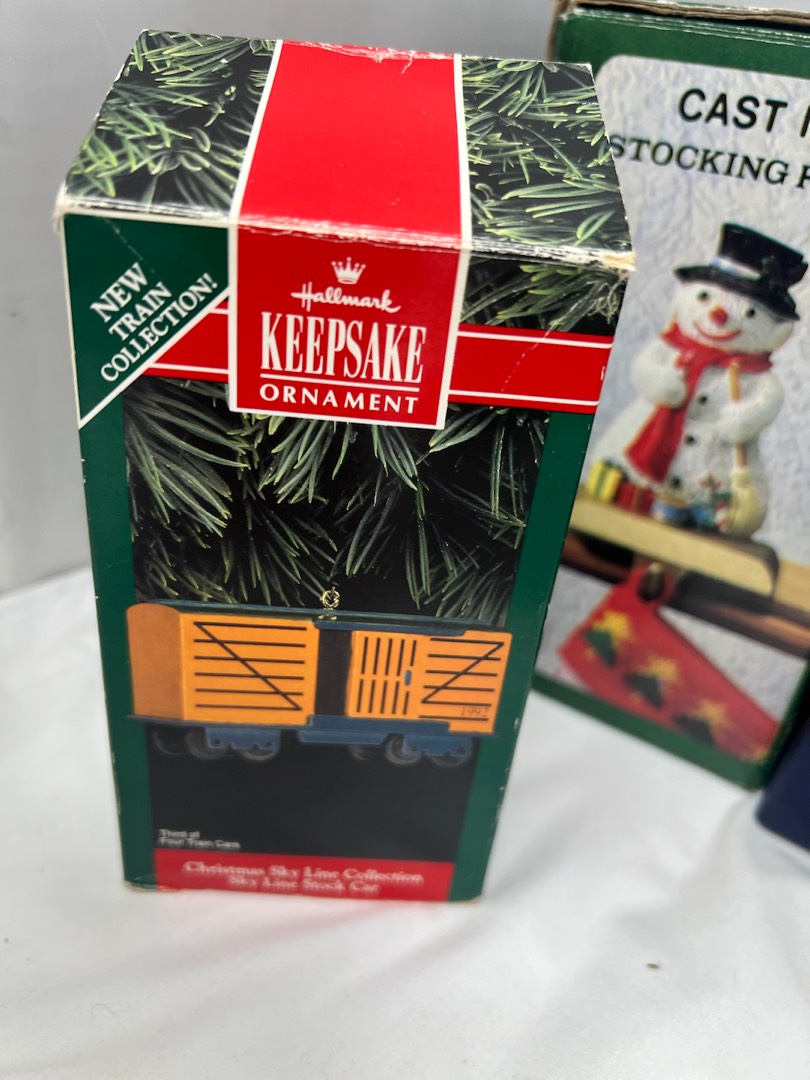 NEW
TRAIN
COLLECTION!
Hallmark
KEEPSAKE
ORNAMENT
1992
Third of
Four Train Cars
Christmas Sky Line Collection
Sky Line Stock Car
CAST
STOCKING